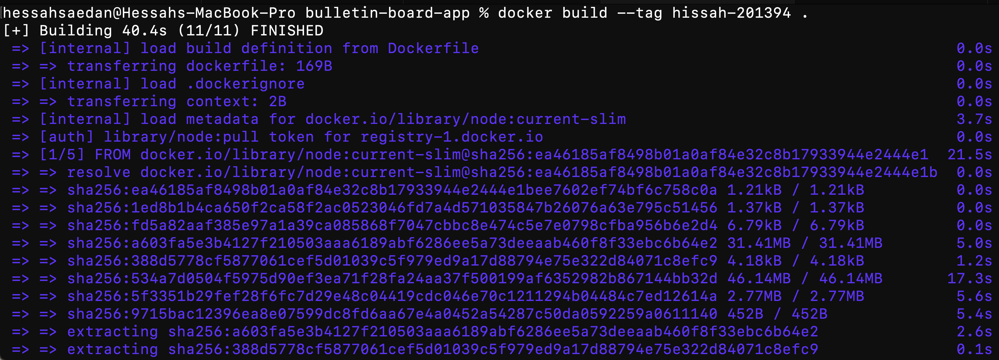 hessahsaedan@Hessahs-MacBook-Pro bulletin-board-app % docker build --tag hissah-201394 .
[+] Building 40.4s (11/11) FINISHED
=> [internal] load build definition from Dockerfile 0.0s
=> => transferring dockerfile: 169B 0.0s
=> [internal] load .dockerignore 0.0s
=> => transferring context: 2B 0.0s
=> [internal] load metadata for docker.io/library/node:current-slim 3.7s
=> [auth] library/node:pull token for registry-1.docker.io 0.0s
=> [1/5] FROM docker.io/library/node:current-slim@sha256:ea46185af8498b01a0af84e32c8b17933944e2444e1 21.5s
=> => resolve docker.io/library/node:current-slim@sha256:ea46185af8498b01a0af84e32c8b17933944e2444e1b 0.0s
=> => sha256:ea46185af8498b01a0af84e32c8b17933944e2444e1bee7602ef74bf6c758c0a 1.21kB / 1.21kB 0.0s
=> => sha256:1ed8b1b4ca650f2ca58f2ac0523046fd7a4d571035847b26076a63e795c51456 1.37kB / 1.37kB 0.0s
=> => sha256:fd5a82aaf385e97a1a39ca085868f7047cbbc8e474c5e7e0798cfba956b6e2d4 6.79kB / 6.79kB 0.0s
=> => sha256:a603fa5e3b4127f210503aaa6189abf6286ee5a73deeaab460f8f33ebc6b64e2 31.41MB / 31.41MB 5.0s
=> => sha256:388d5778cf5877061cef5d01039c5f979ed9a17d88794e75e322d84071c8efc9 4.18kB / 4.18kB 1.2s
=> => sha256:534a7d0504f5975d90ef3ea71f28fa24aa37f500199af6352982b867144bb32d 46.14MB / 46.14MB 17.3s
=> => sha256:5f3351b29fef28f6fc7d29e48c04419cdc046e70c1211294b04484c7ed12614a 2.77MB / 2.77MB 5.6s
=> => sha256:9715bac12396ea8e07599dc8fd6aa67e4a0452a54287c50da0592259a0611140 452B / 452B 5.4s
=> => extracting sha256:a603fa5e3b4127f210503aaa6189abf6286ee5a73deeaab460f8f33ebc6b64e2 2.6s
=> => extracting sha256:388d5778cf5877061cef5d01039c5f979ed9a17d88794e75e322d84071c8efc9 0.1s